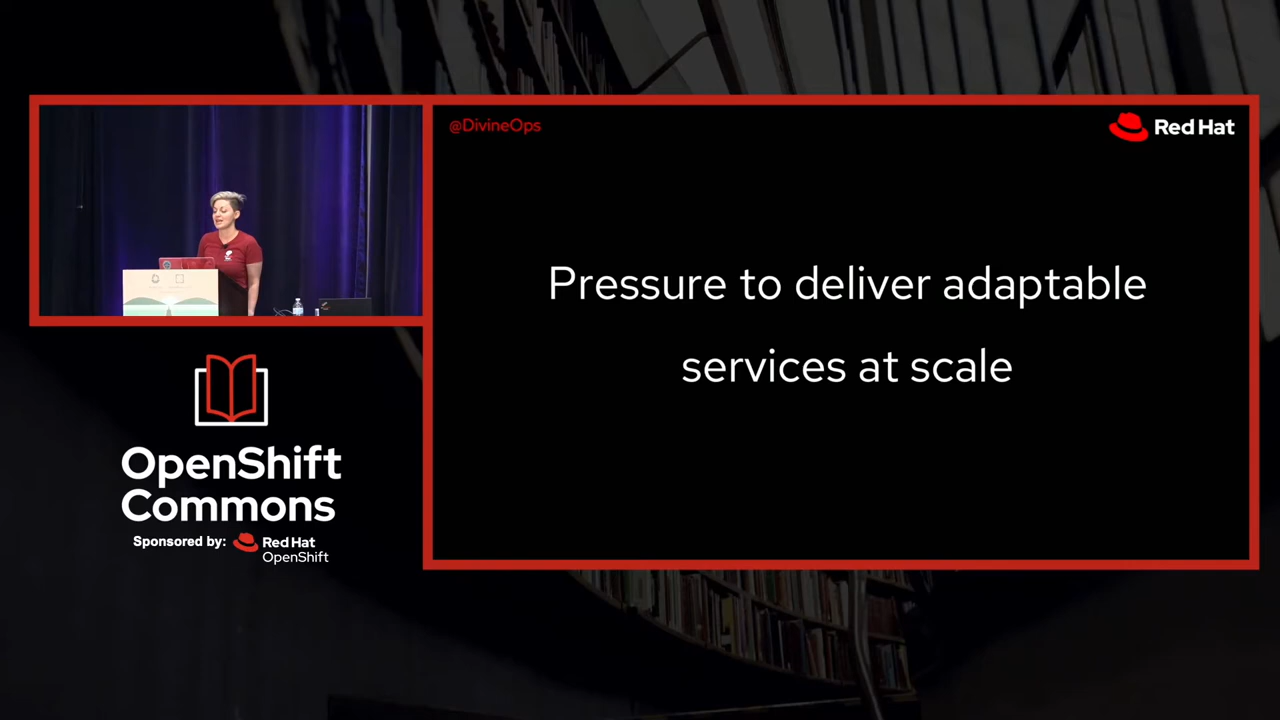 @DivineOps
Red Hat
Pressure to deliver adaptable
services at scale
OpenShift
Commons
Sponsored by:
Red Hat
OpenShift